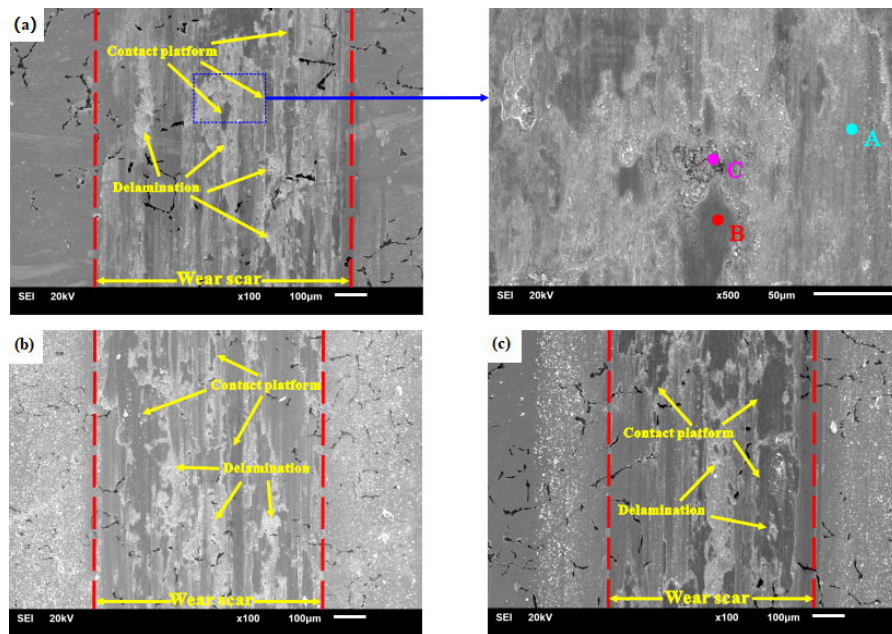 (a)
Contact platform
Delamination
Wear scar
SEI 20kV x100 100μm
A
C
B
SEI 20kV x500 50μm
(b)
Contact platform
Delamination
Wear scar
SEI 20kV x100 100μm
(c)
Contact platform
Delamination
Wear scar
SEI 20kV x100 100μm